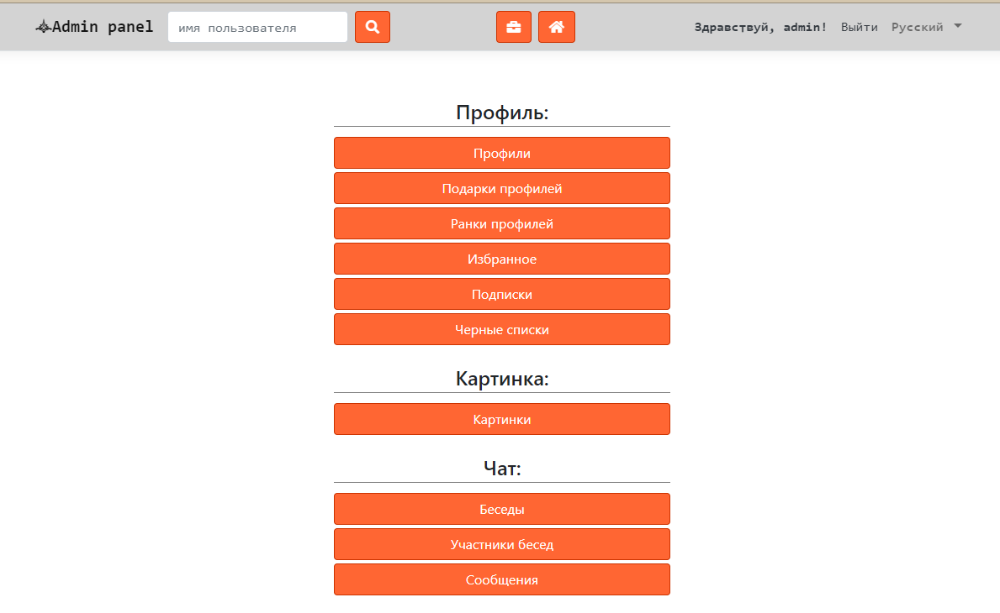 Admin panel имя пользователя Здравствуй, admin! Выйти Русский
Профиль:
Профили
Подарки профилей
Ранки профилей
Избранное
Подписки
Черные списки
Картинка:
Картинки
Чат:
Беседы
Участники бесед
Сообщения